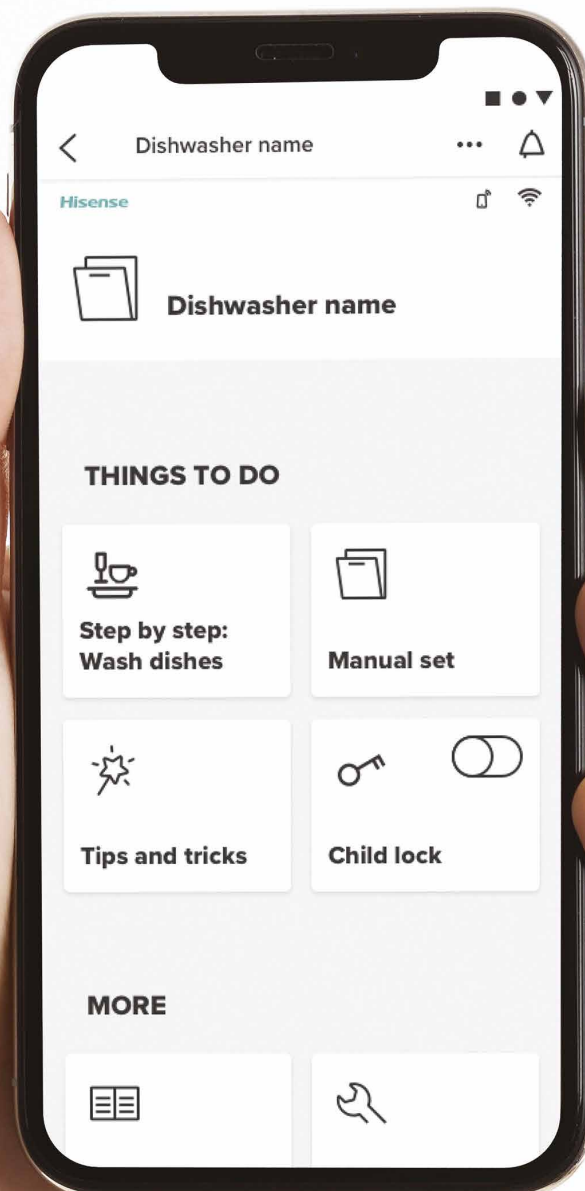 Dishwasher name
Hisense
Dishwasher name
THINGS TO DO
Step by step:
Wash dishes
Manual set
Tips and tricks
Child lock
MORE